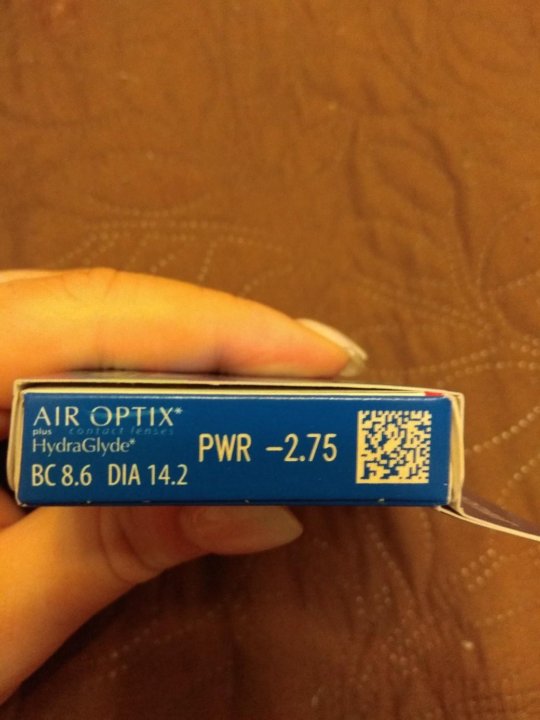 AIR OPTIX*
plus contact lenses
HydraGlyde*
PWR -2.75
BC 8.6 DIA 14.2